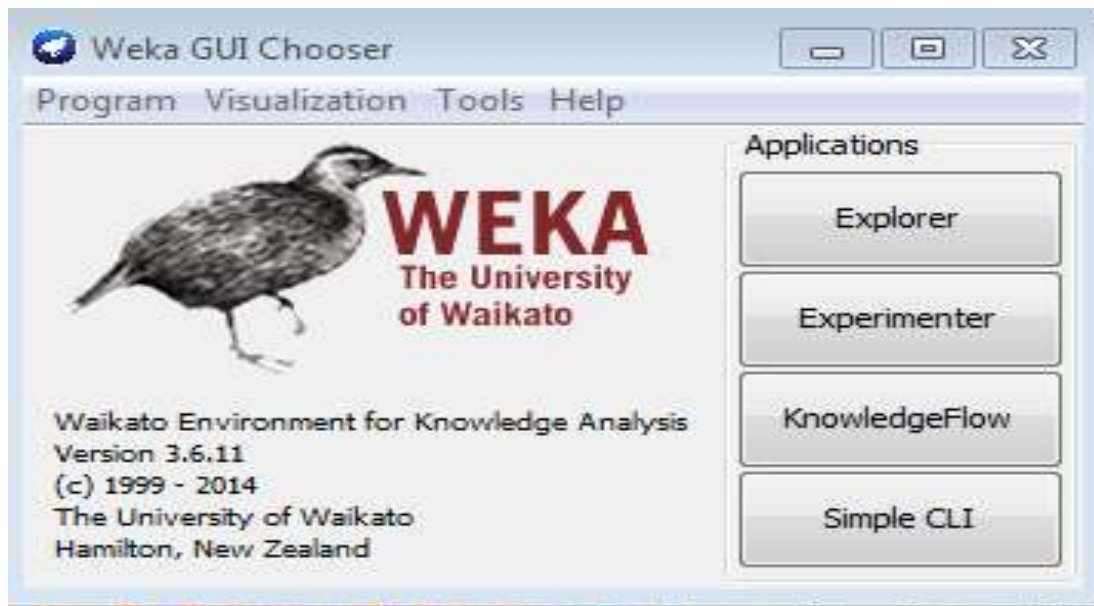 Weka GUI Chooser
Program Visualization Tools Help
WEKA
The University
of Waikato
Waikato Environment for Knowledge Analysis
Version 3.6.11
(c) 1999 - 2014
The University of Waikato
Hamilton, New Zealand
Applications
Explorer
Experimenter
KnowledgeFlow
Simple CLI